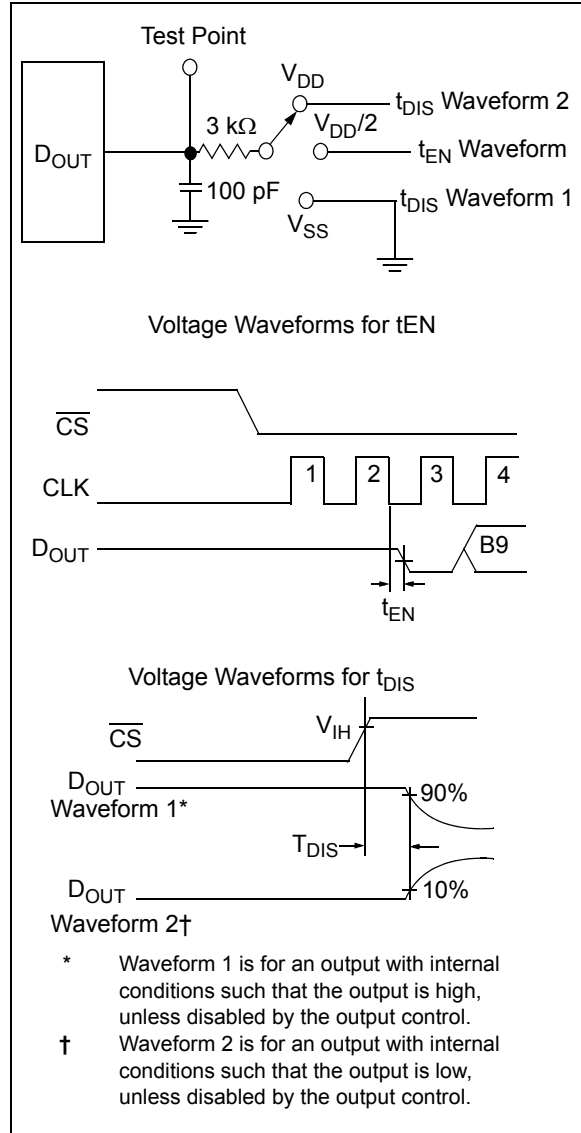 Test Point
VDD
tDIS Waveform 2
3 kΩ
VDD/2
DOUT
tEN Waveform
100 pF
tDIS Waveform 1
VSS
Voltage Waveforms for tEN
CS
CLK
1 2 3 4
DOUT
B9
tEN
Voltage Waveforms for tDIS
VIH
CS
DOUT
Waveform 1*
90%
TDIS
DOUT
10%
Waveform 2†
* Waveform 1 is for an output with internal
conditions such that the output is high,
unless disabled by the output control.
† Waveform 2 is for an output with internal
conditions such that the output is low,
unless disabled by the output control.